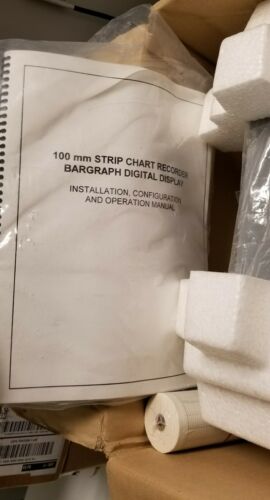 100 mm STRIP CHART RECORDER
BARGRAPH DIGITAL DISPLAY
INSTALLATION, CONFIGURATION
AND OPERATION MANUAL